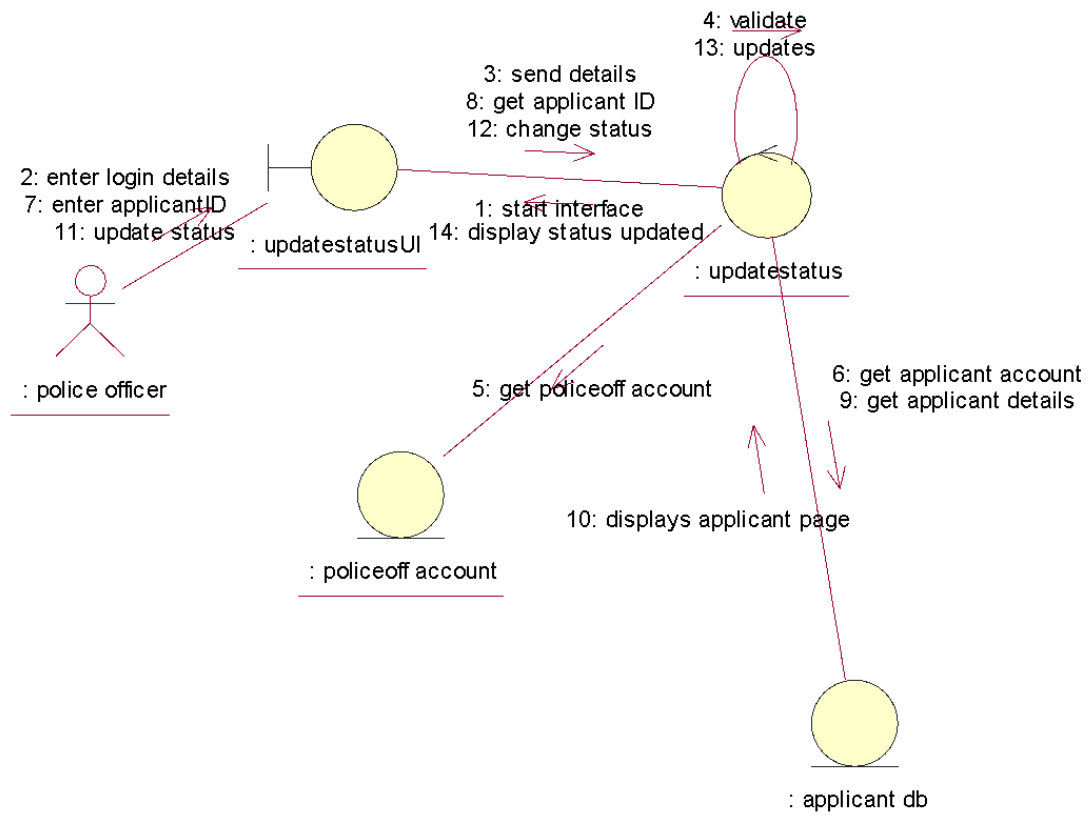 4: validate
13: updates
3: send details
8: get applicant ID
12: change status
2: enter login details
7: enter applicantID
11: update status
1: start interface
14: display status updated
: updatestatusUI
: updatestatus
: police officer
5: get policeoff account
6: get applicant account
9: get applicant details
10: displays applicant page
: policeoff account
: applicant db